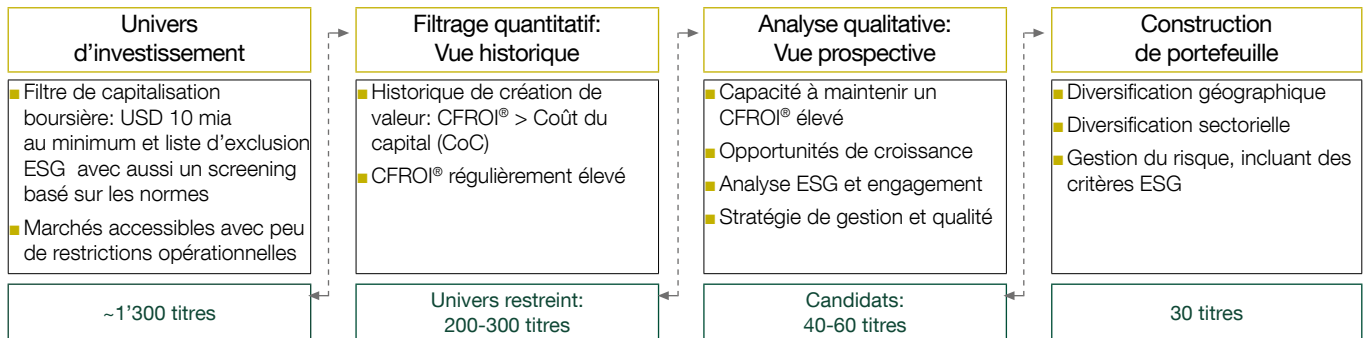 Univers
d’investissement
■ Filtre de capitalisation
boursière: USD 10 mia
au minimum et liste d’exclusion
ESG avec aussi un screening
basé sur les normes
■ Marchés accessibles avec peu
de restrictions opérationnelles
~1’300 titres
Filtrage quantitatif:
Vue historique
■ Historique de création de
valeur: CFROI® > Coût du
capital (CoC)
■ CFROI® régulièrement élevé
Univers restreint:
200-300 titres
Analyse qualitative:
Vue prospective
■ Capacité à maintenir un
CFROI® élevé
■ Opportunités de croissance
■ Analyse ESG et engagement
■ Stratégie de gestion et qualité
Candidats:
40-60 titres
Construction
de portefeuille
■ Diversification géographique
■ Diversification sectorielle
■ Gestion du risque, incluant des
critères ESG
30 titres